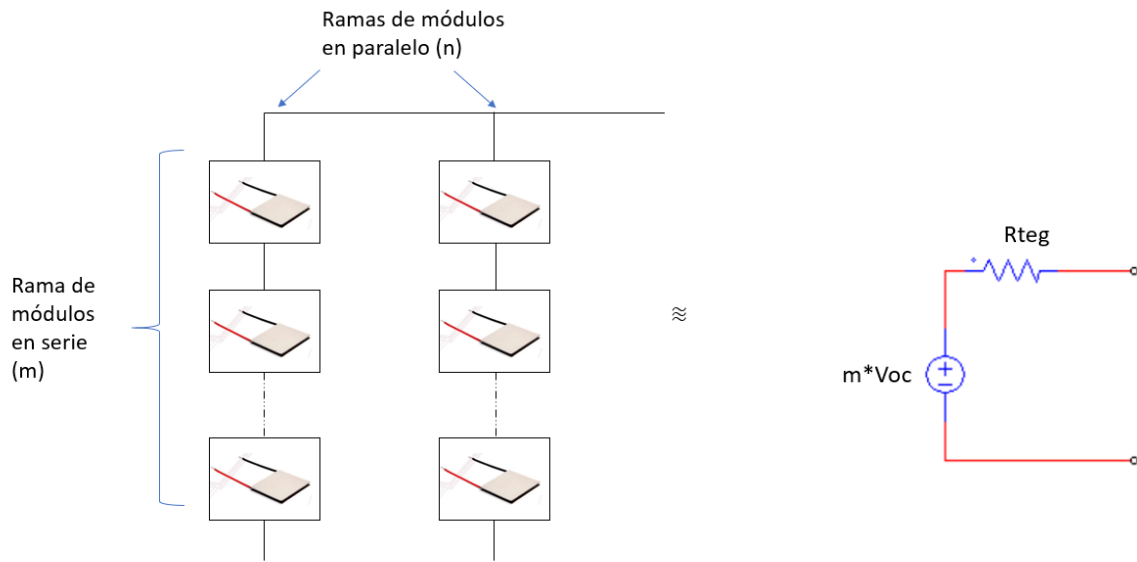 Ramas de módulos
en paralelo (n)
Rama de
módulos
en serie
(m)
≈
Rteg
m*Voc